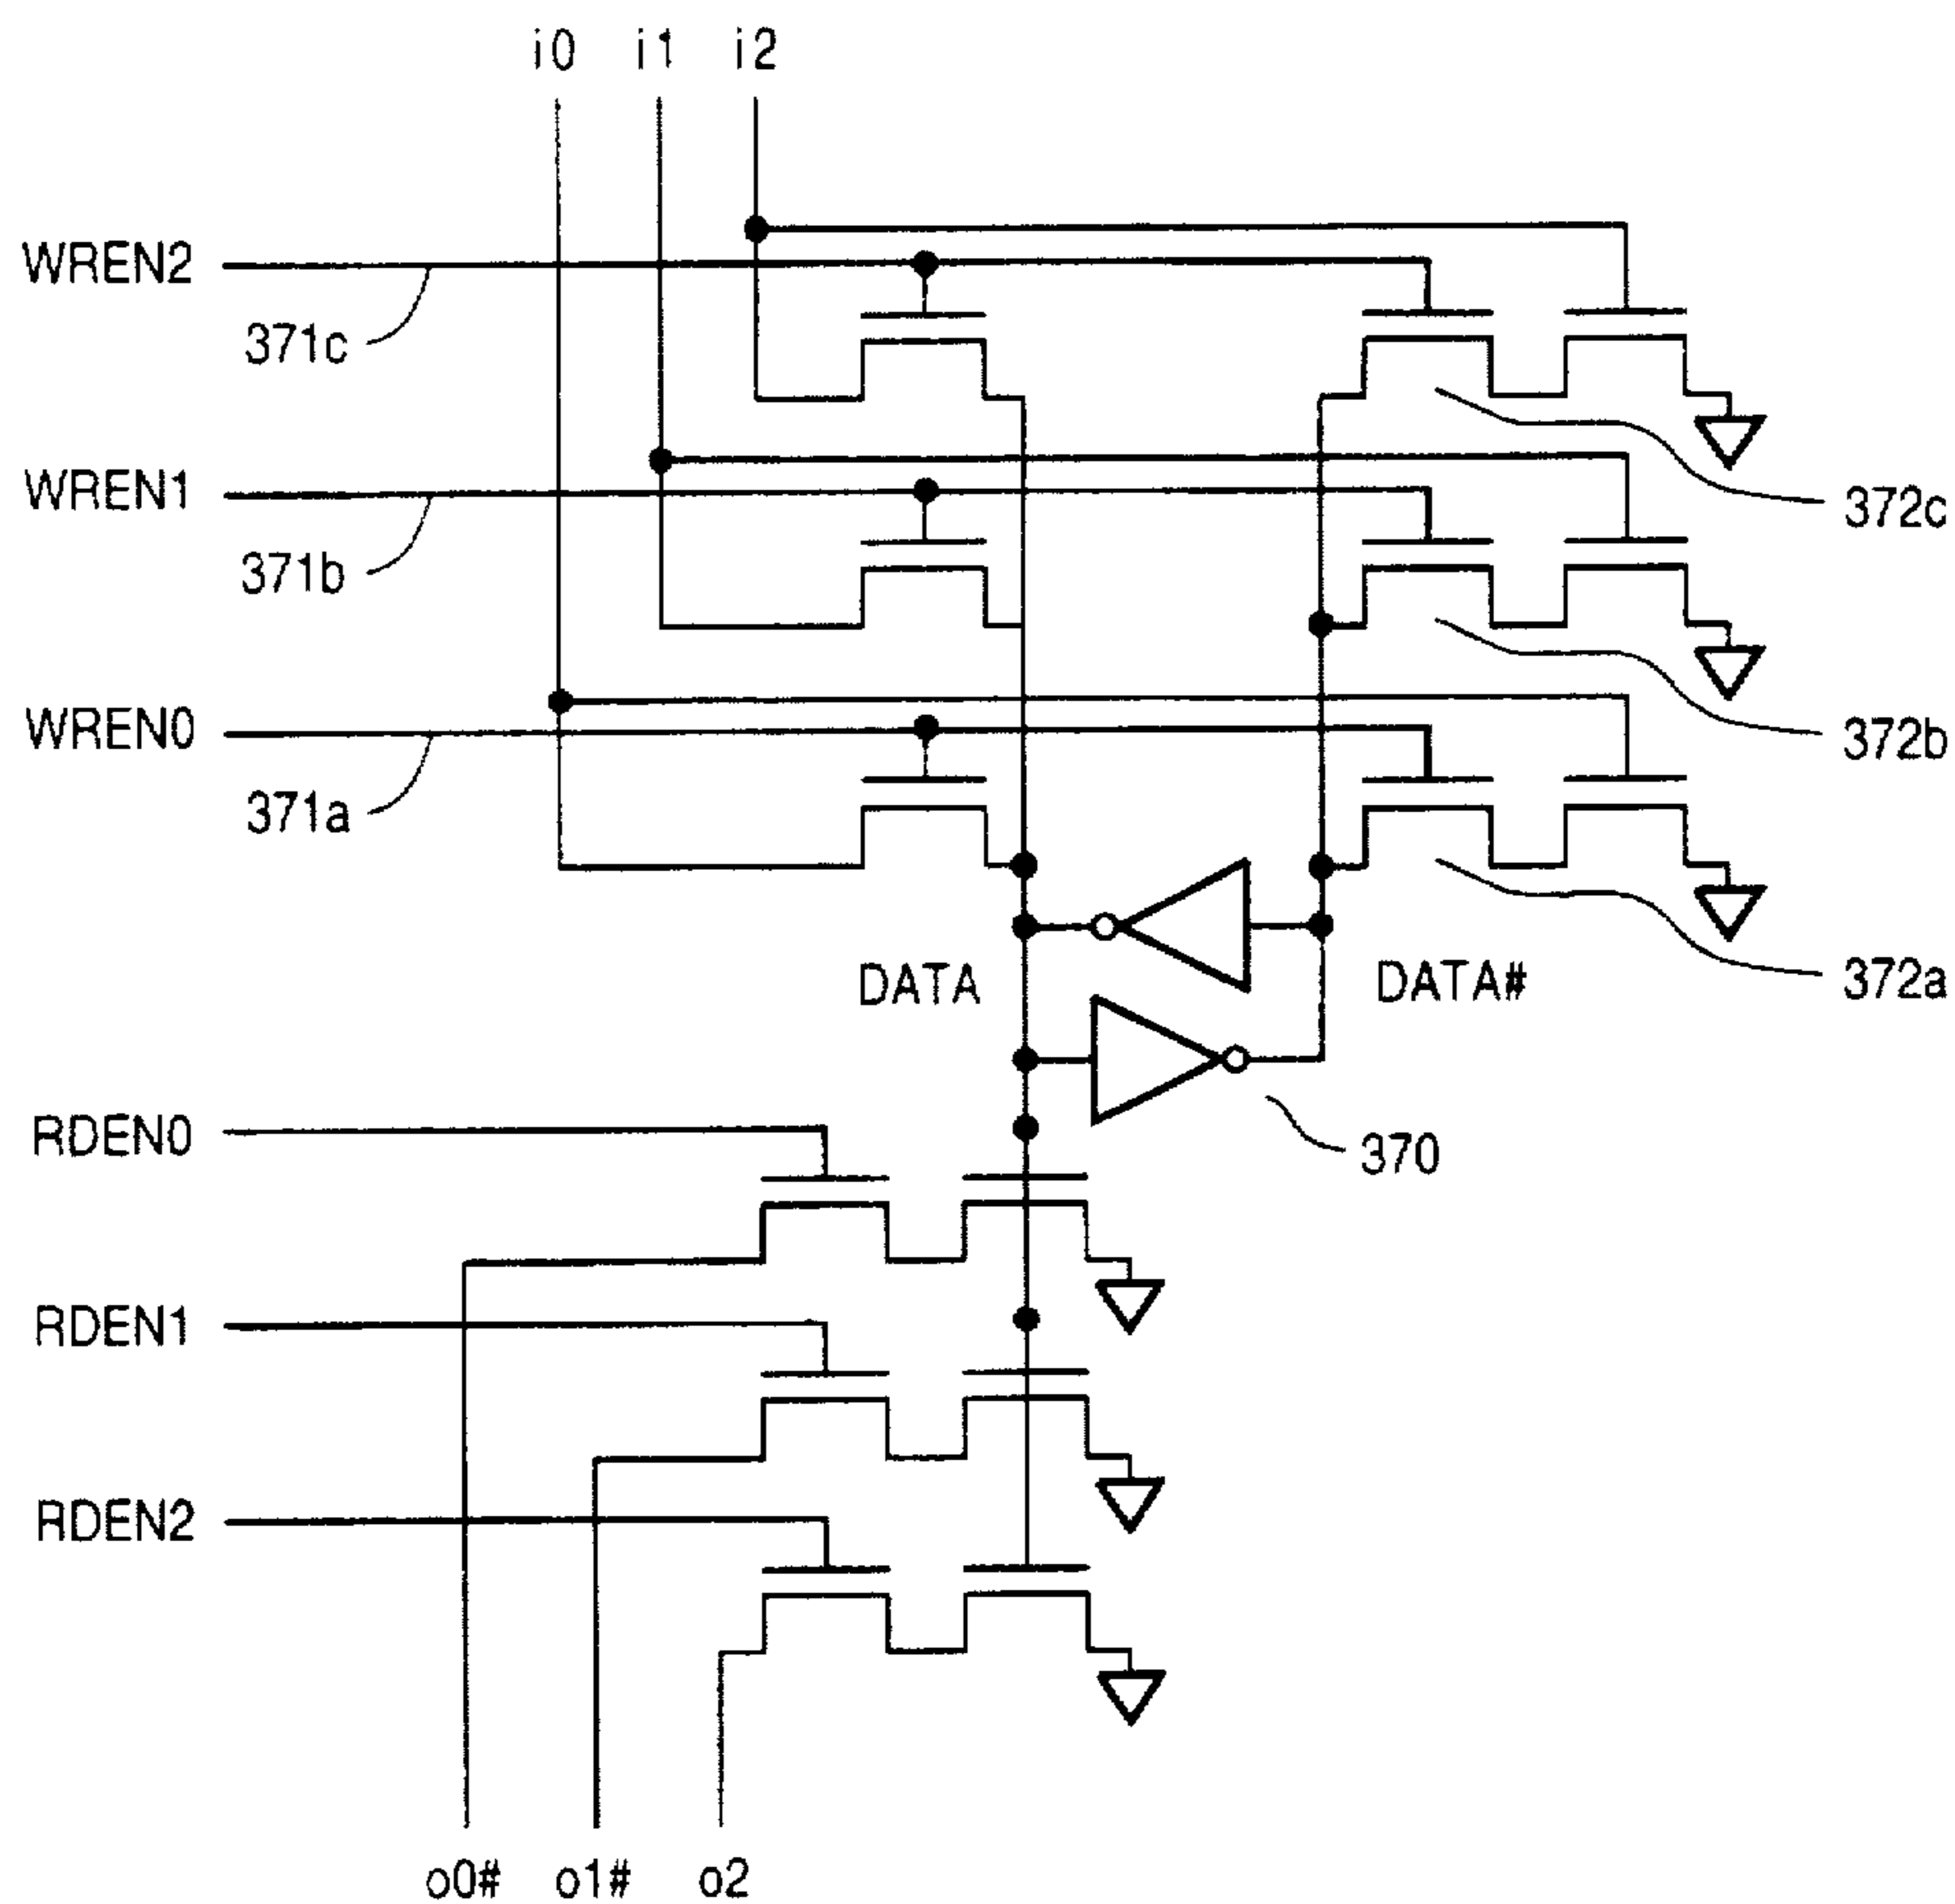 i0 i1 i2
WREN2
371c
372c
WREN1
371b
372b
WREN0
371a
372a
DATA DATA#
370
RDEN0
RDEN1
RDEN2
o0# o1# o2